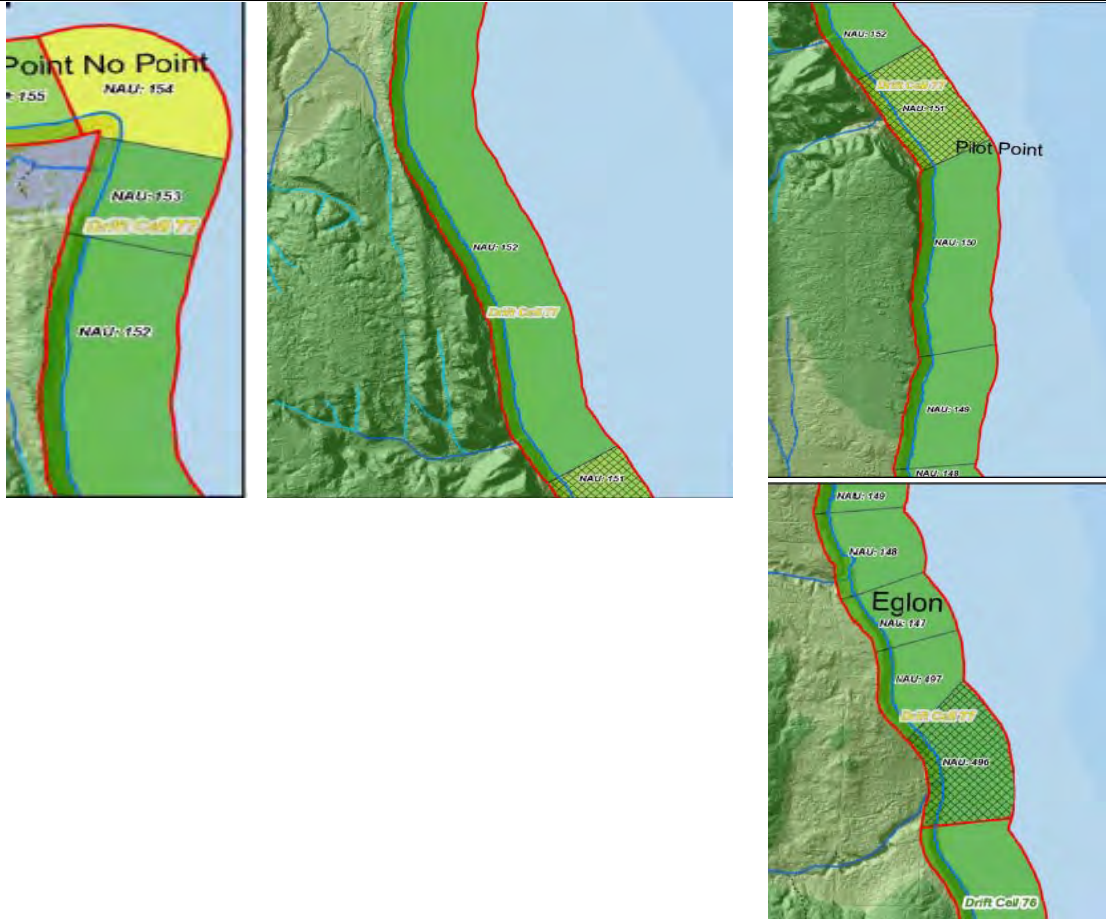 Point No Point
NAU: 154
155
NAU: 153
Drift Cell 77
NAU: 152
NAU: 152
Drift Cell 77
NAU: 151
NAU: 152
Drift Cell 77
NAU: 151
Pilot Point
NAU: 150
NAU: 149
NAU: 148
NAU: 149
NAU: 148
Eglon
NAU: 147
NAU: 497
Drift Cell 77
NAU: 496
Drift Cell 76